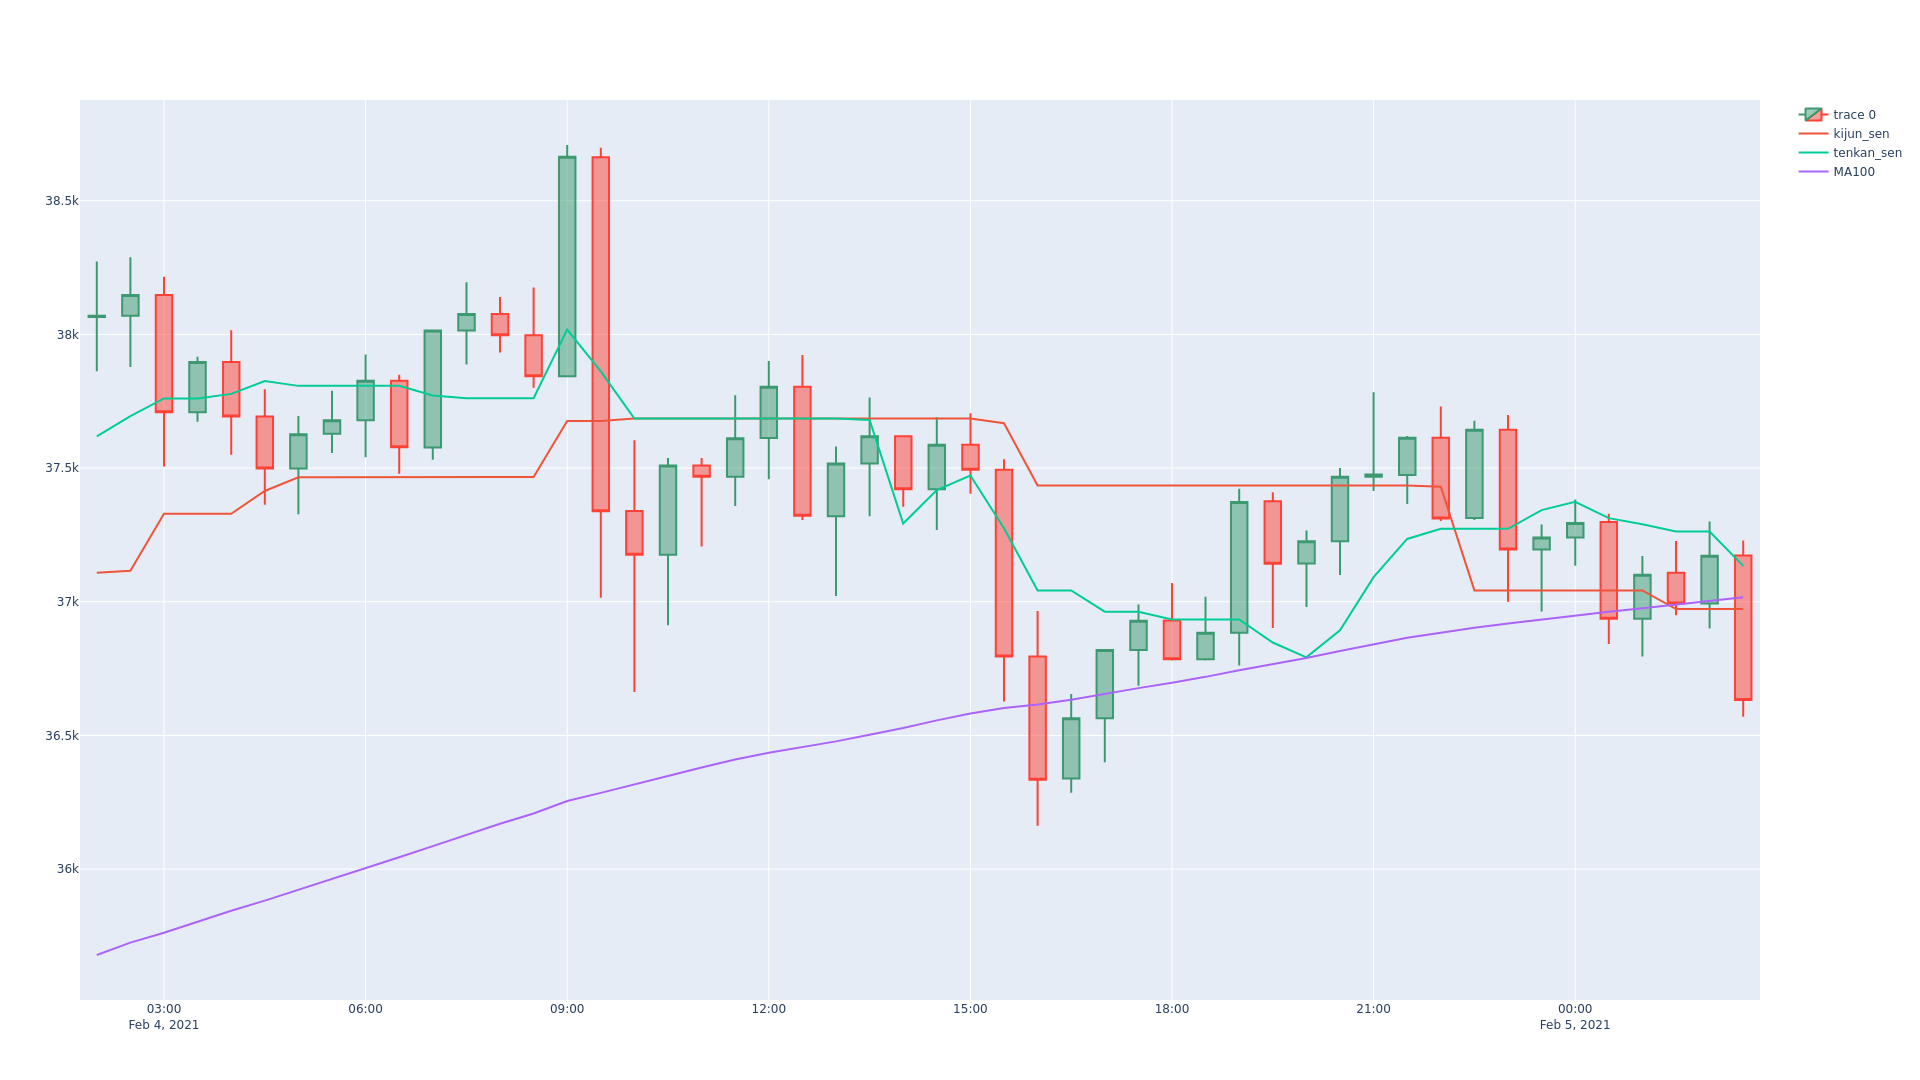 38.5k
38k
37.5k
37k
36.5k
36k
03:00
Feb 4, 2021
06:00
09:00
12:00
15:00
18:00
21:00
00:00
Feb 5, 2021
trace 0
kijun_sen
tenkan_sen
MA100